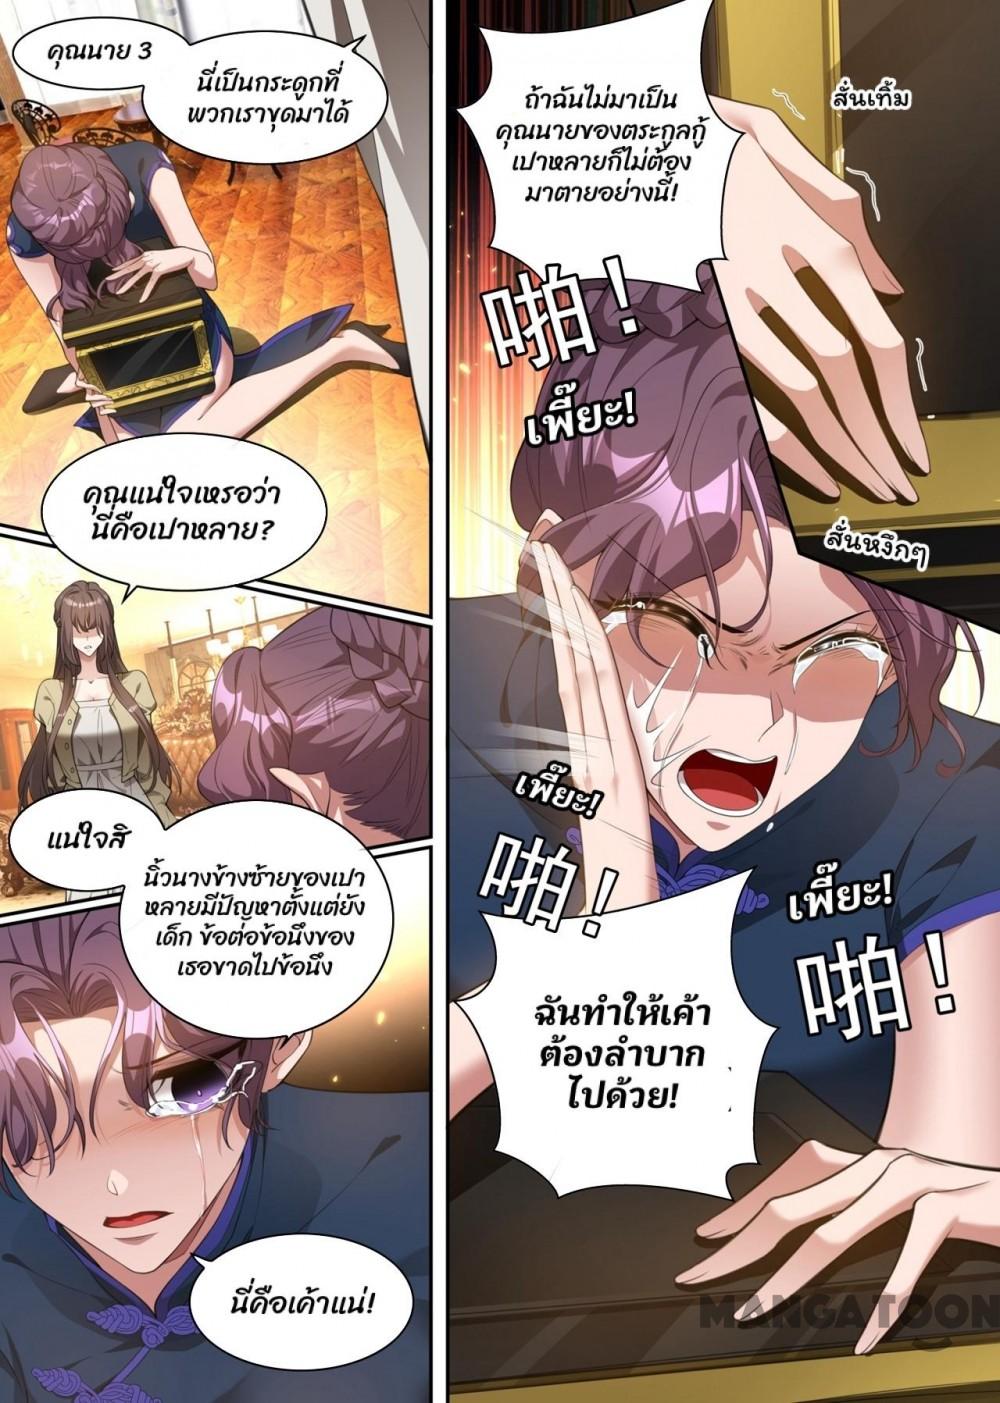 คุณนาย 3
นี่เป็นกระดูกที่
พวกเราขุดมาได้
คุณแน่ใจเหรอว่า
นี่คือเปาหลาย?
แน่ใจสิ
นิ้วนางข้างซ้ายของเปา
หลายมีปัญหาตั้งแต่ยัง
เด็ก ข้อต่อข้อนึงของ
เธอขาดไปข้อนึง
นี่คือเค้าแน่!
ถ้าฉันไม่มาเป็น
คุณนายของตระกูลกู้
เปาหลายก็ไม่ต้อง
มาตายอย่างนี้!
สั่นเทิ้ม
啪！
เพี๊ยะ!
สั่นหงึกๆ
เพี๊ยะ!
啪！
เพี๊ยะ!
啪！
ฉันทำให้เค้า
ต้องลำบาก
ไปด้วย!
MANGATOON